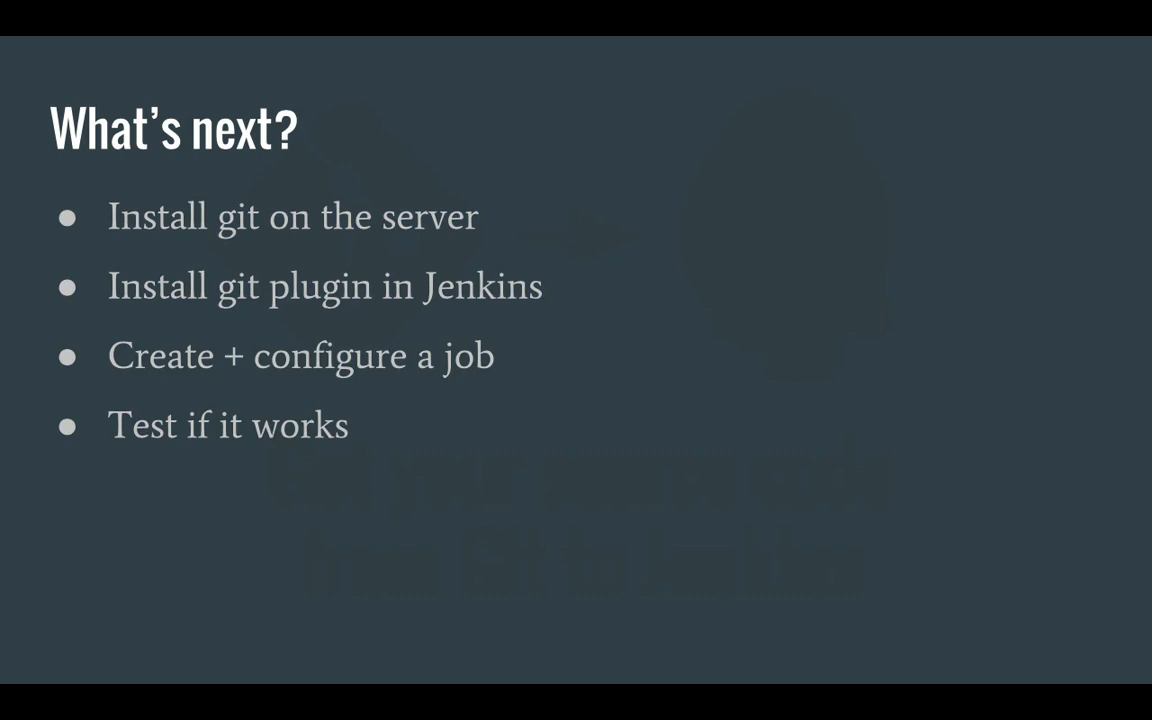 What's next?
● Install git on the server
● Install git plugin in Jenkins
● Create + configure a job
● Test if it works